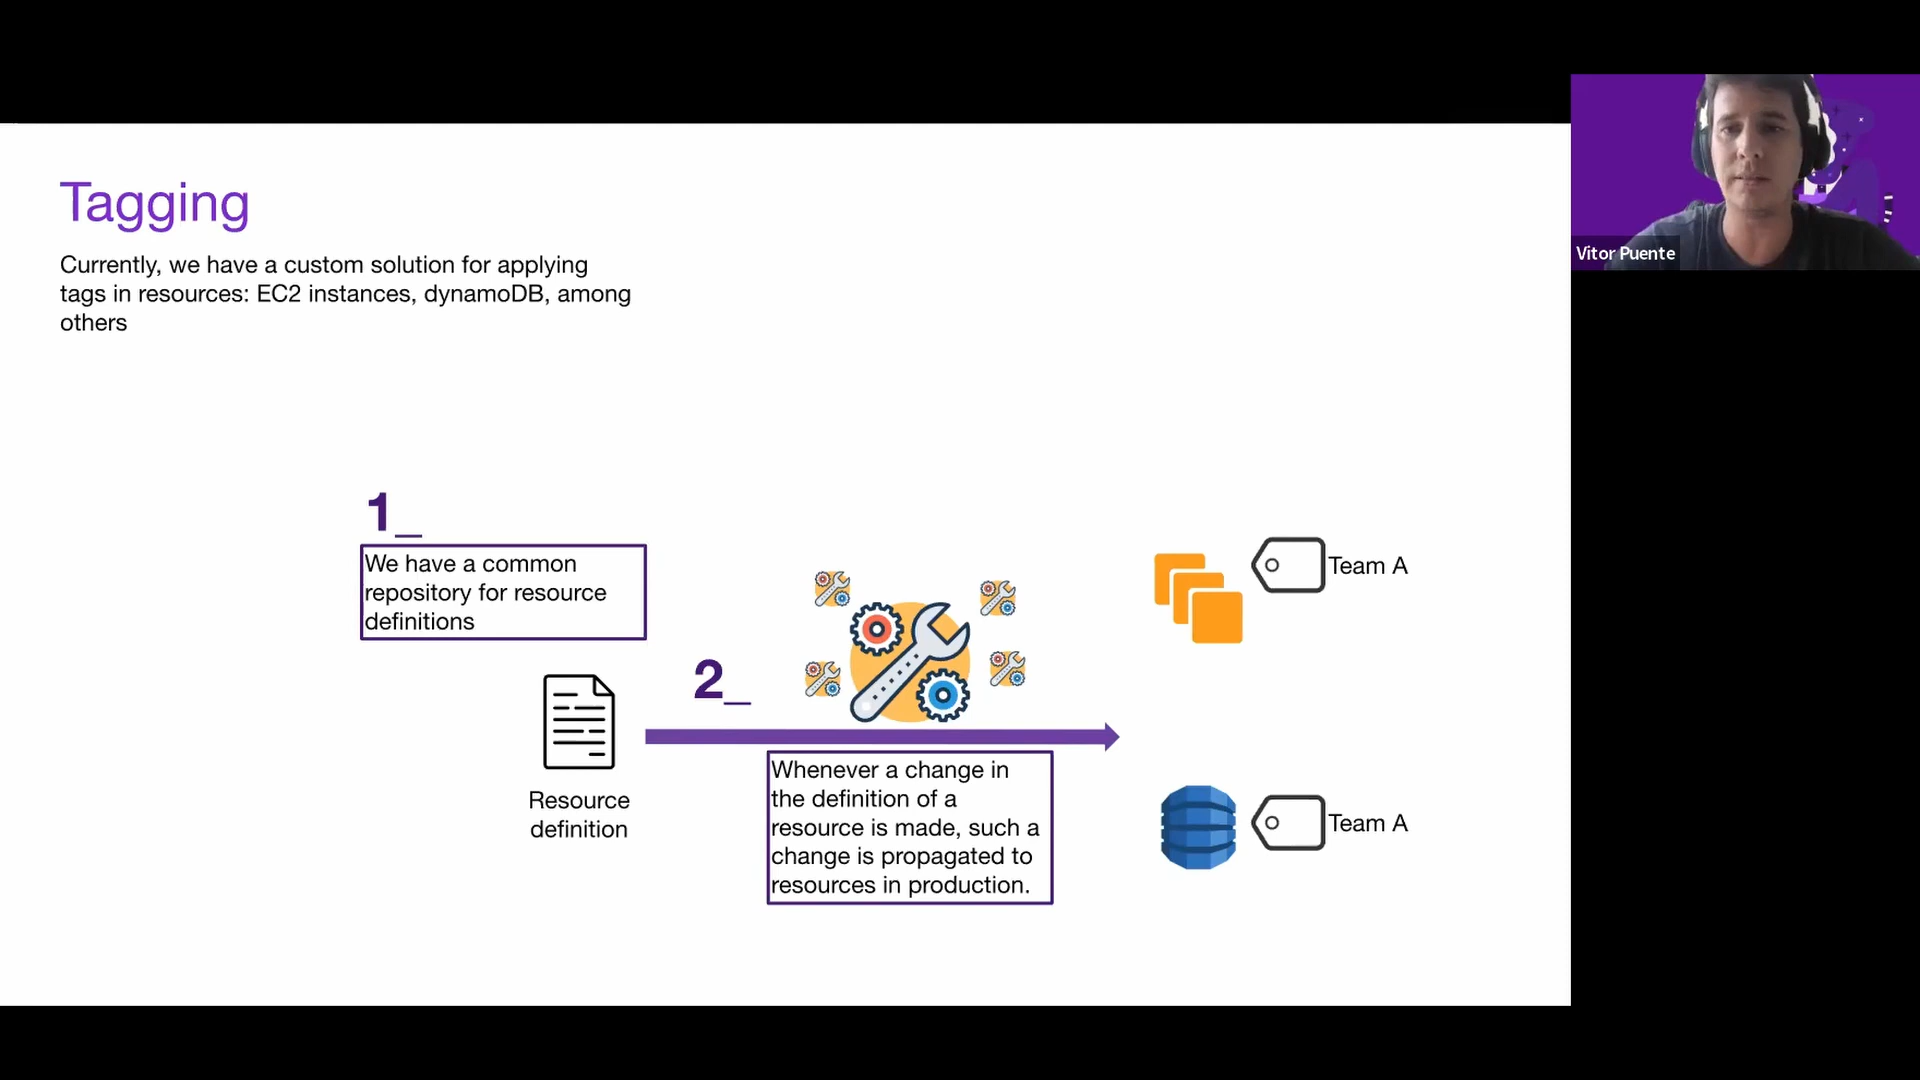 Tagging
Currently, we have a custom solution for applying
tags in resources: EC2 instances, dynamoDB, among
others
1_
We have a common
repository for resource
definitions
Resource
definition
2_
Whenever a change in
the definition of a
resource is made, such a
change is propagated to
resources in production.
Team A
Team A
Vitor Puente